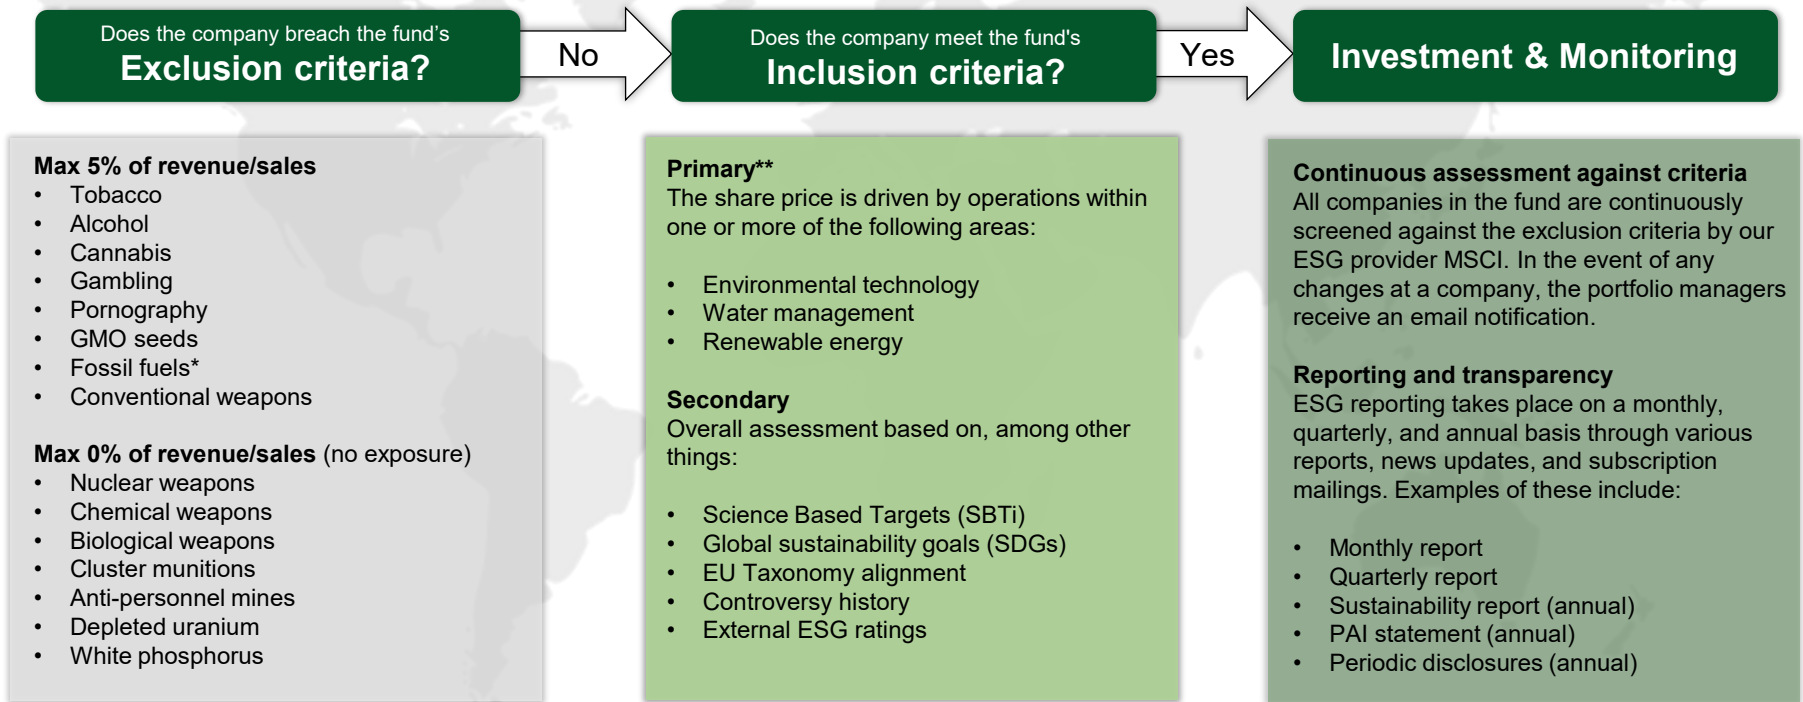 Does the company breach the fund’s
Exclusion criteria?
No
Does the company meet the fund's
Inclusion criteria?
Yes
Investment & Monitoring
Max 5% of revenue/sales
• Tobacco
• Alcohol
• Cannabis
• Gambling
• Pornography
• GMO seeds
• Fossil fuels*
• Conventional weapons
Max 0% of revenue/sales (no exposure)
• Nuclear weapons
• Chemical weapons
• Biological weapons
• Cluster munitions
• Anti-personnel mines
• Depleted uranium
• White phosphorus
Primary**
The share price is driven by operations within
one or more of the following areas:
• Environmental technology
• Water management
• Renewable energy
Secondary
Overall assessment based on, among other
things:
• Science Based Targets (SBTi)
• Global sustainability goals (SDGs)
• EU Taxonomy alignment
• Controversy history
• External ESG ratings
Continuous assessment against criteria
All companies in the fund are continuously
screened against the exclusion criteria by our
ESG provider MSCI. In the event of any
changes at a company, the portfolio managers
receive an email notification.
Reporting and transparency
ESG reporting takes place on a monthly,
quarterly, and annual basis through various
reports, news updates, and subscription
mailings. Examples of these include:
• Monthly report
• Quarterly report
• Sustainability report (annual)
• PAI statement (annual)
• Periodic disclosures (annual)